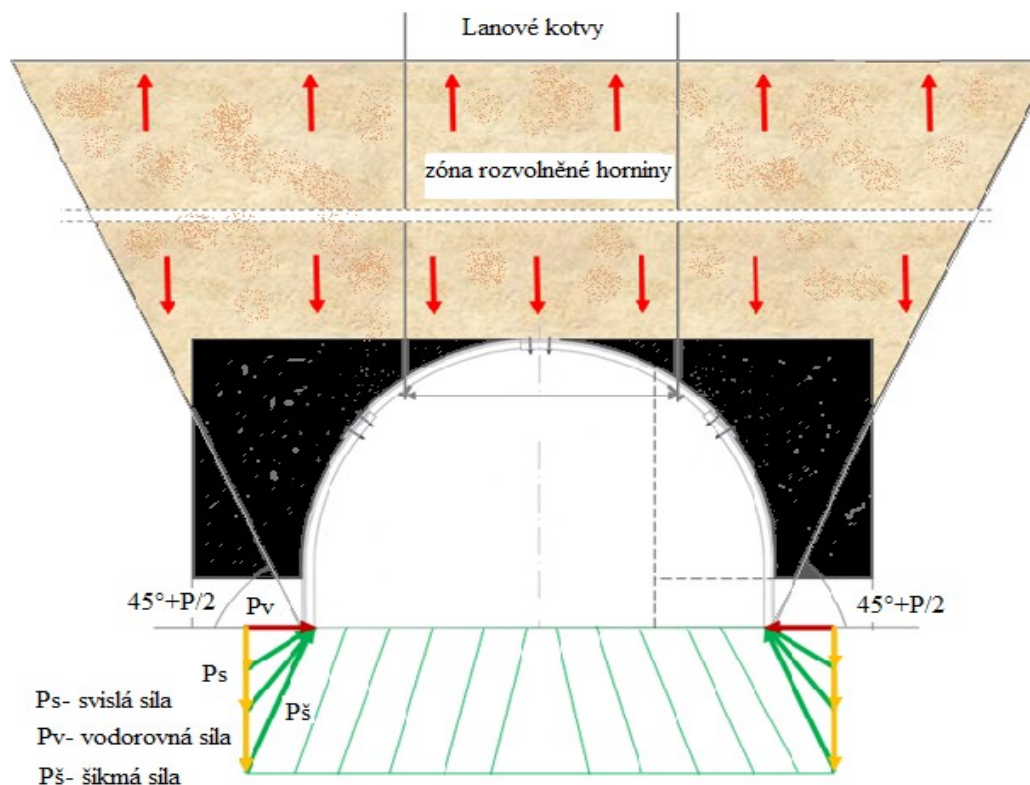 Lanové kotvy
zóna rozvolněné horniny
45°+P/2
Pv
45°+P/2
Ps
Ps- svislá síla
Pš
Pv- vodorovná síla
Pš- šikmá síla